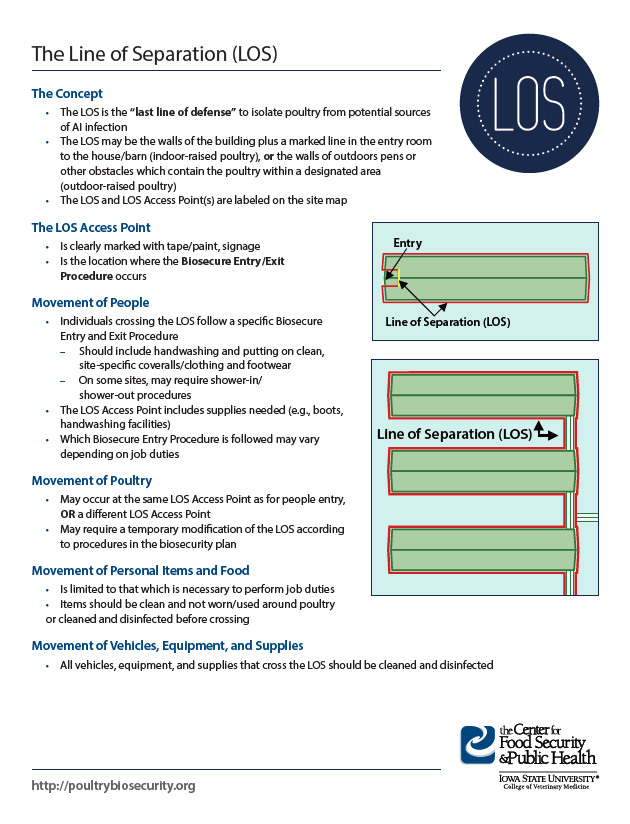 The Line of Separation (LOS)
LOS
The Concept
• The LOS is the “last line of defense” to isolate poultry from potential sources
of AI infection
• The LOS may be the walls of the building plus a marked line in the entry room
to the house/barn (indoor-raised poultry), or the walls of outdoors pens or
other obstacles which contain the poultry within a designated area
(outdoor-raised poultry)
• The LOS and LOS Access Point(s) are labeled on the site map
The LOS Access Point
• Is clearly marked with tape/paint, signage
• Is the location where the Biosecure Entry/Exit
Procedure occurs
Movement of People
• Individuals crossing the LOS follow a specific Biosecure
Entry and Exit Procedure
– Should include handwashing and putting on clean,
site-specific coveralls/clothing and footwear
– On some sites, may require shower-in/
shower-out procedures
• The LOS Access Point includes supplies needed (e.g., boots,
handwashing facilities)
• Which Biosecure Entry Procedure is followed may vary
depending on job duties
Movement of Poultry
• May occur at the same LOS Access Point as for people entry,
OR a different LOS Access Point
• May require a temporary modification of the LOS according
to procedures in the biosecurity plan
Movement of Personal Items and Food
• Is limited to that which is necessary to perform job duties
• Items should be clean and not worn/used around poultry
or cleaned and disinfected before crossing
Movement of Vehicles, Equipment, and Supplies
• All vehicles, equipment, and supplies that cross the LOS should be cleaned and disinfected
Entry
Line of Separation (LOS)
Line of Separation (LOS)
the Center for
Food Security
&Public Health
IOWA STATE UNIVERSITY®
College of Veterinary Medicine
http://poultrybiosecurity.org